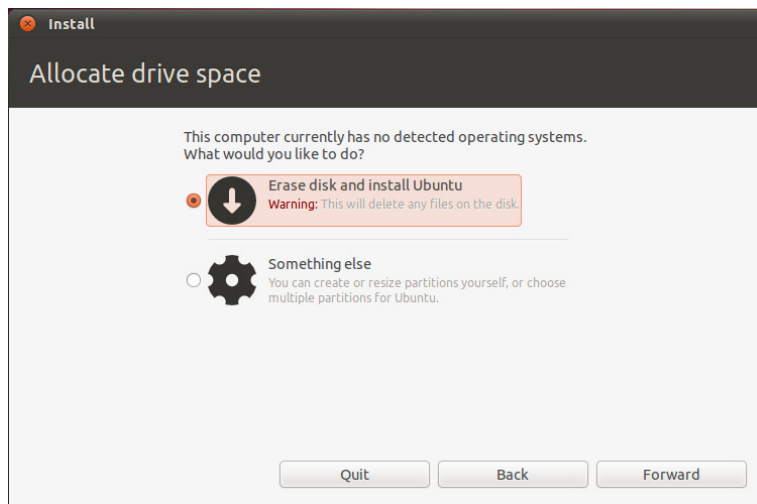 Install
Allocate drive space
This computer currently has no detected operating systems.
What would you like to do?
Erase disk and install Ubuntu
Warning: This will delete any files on the disk.
Something else
You can create or resize partitions yourself, or choose
multiple partitions for Ubuntu.
Quit
Back
Forward